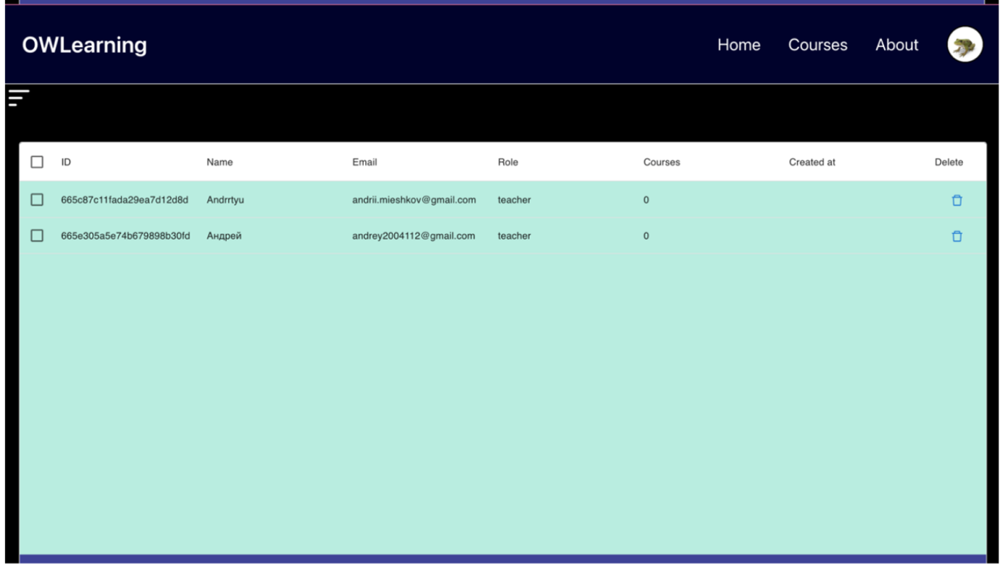 OWLearning Home Courses About
ID Name Email Role Courses Created at Delete
665c87c11fada29ea7d12d8d Andrrtyu andrii.mieshkov@gmail.com teacher 0
665e305a5e74b679898b30fd Андрей andrey2004112@gmail.com teacher 0